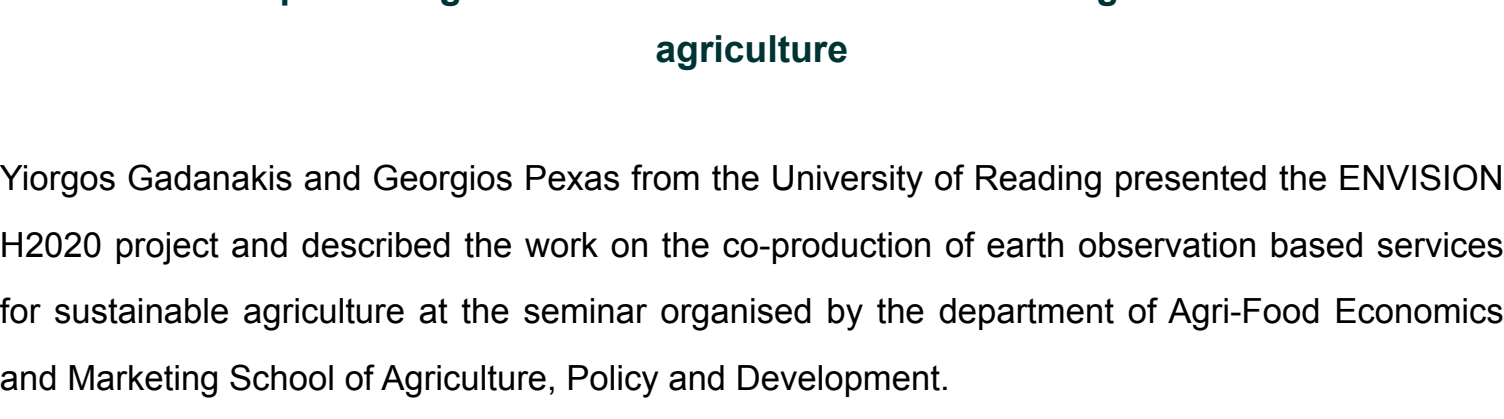 agriculture
Yiorgos Gadanakis and Georgios Pexas from the University of Reading presented the ENVISION
H2020 project and described the work on the co-production of earth observation based services
for sustainable agriculture at the seminar organised by the department of Agri-Food Economics
and Marketing School of Agriculture, Policy and Development.